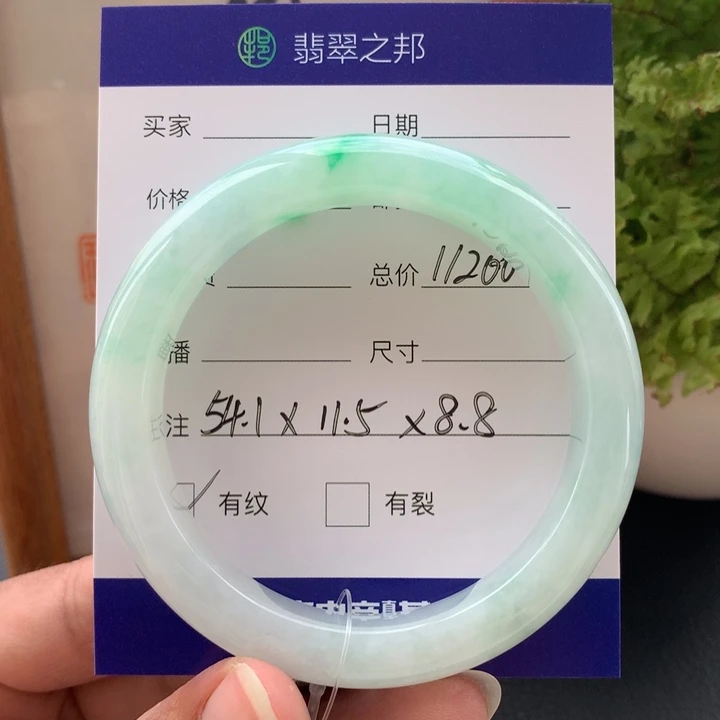 翡翠之邦
买家 日期
价格
总价 11200
播 尺寸
注 54.1 x 11.5 x 8.8
有纹 有裂